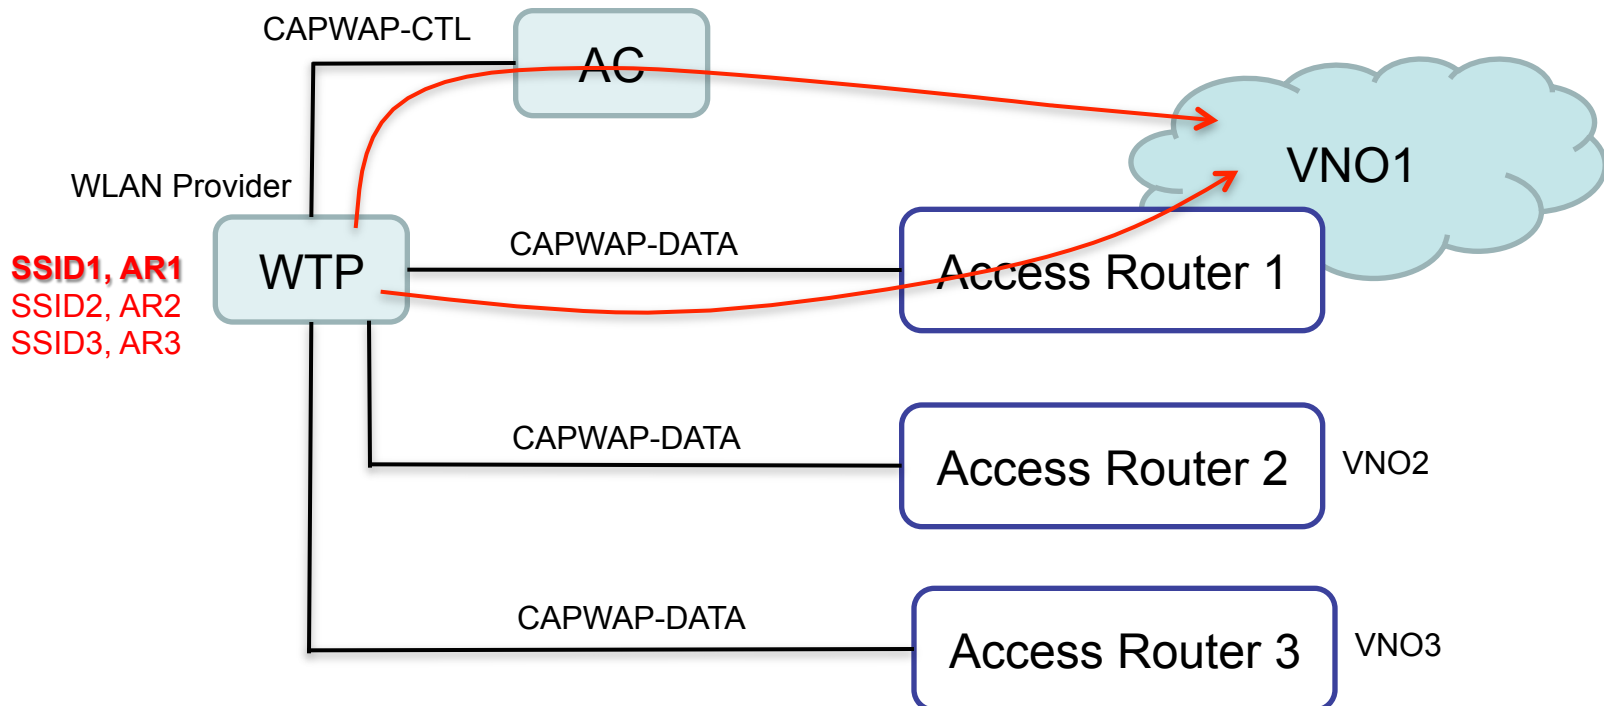 CAPWAP-CTL
AC
VNO1
WLAN Provider
WTP
CAPWAP-DATA
Access Router 1
SSID1, AR1
SSID2, AR2
SSID3, AR3
CAPWAP-DATA
Access Router 2
VNO2
CAPWAP-DATA
Access Router 3
VNO3